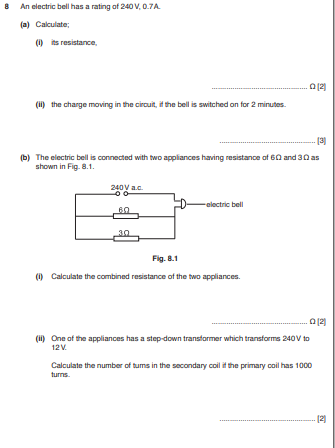 8 An electric bell has a rating of 240 V, 0.7A.
(a) Calculate;
(i) its resistance,
.......................................... Ω [2]
(ii) the charge moving in the circuit, if the bell is switched on for 2 minutes.
.......................................... [3]
(b) The electric bell is connected with two appliances having resistance of 6 Ω and 3 Ω as
shown in Fig. 8.1.
240 V a.c.
electric bell
6 Ω
3 Ω
Fig. 8.1
(i) Calculate the combined resistance of the two appliances.
.......................................... Ω [2]
(ii) One of the appliances has a step-down transformer which transforms 240 V to
12 V.
Calculate the number of turns in the secondary coil if the primary coil has 1000
turns.
.......................................... [2]